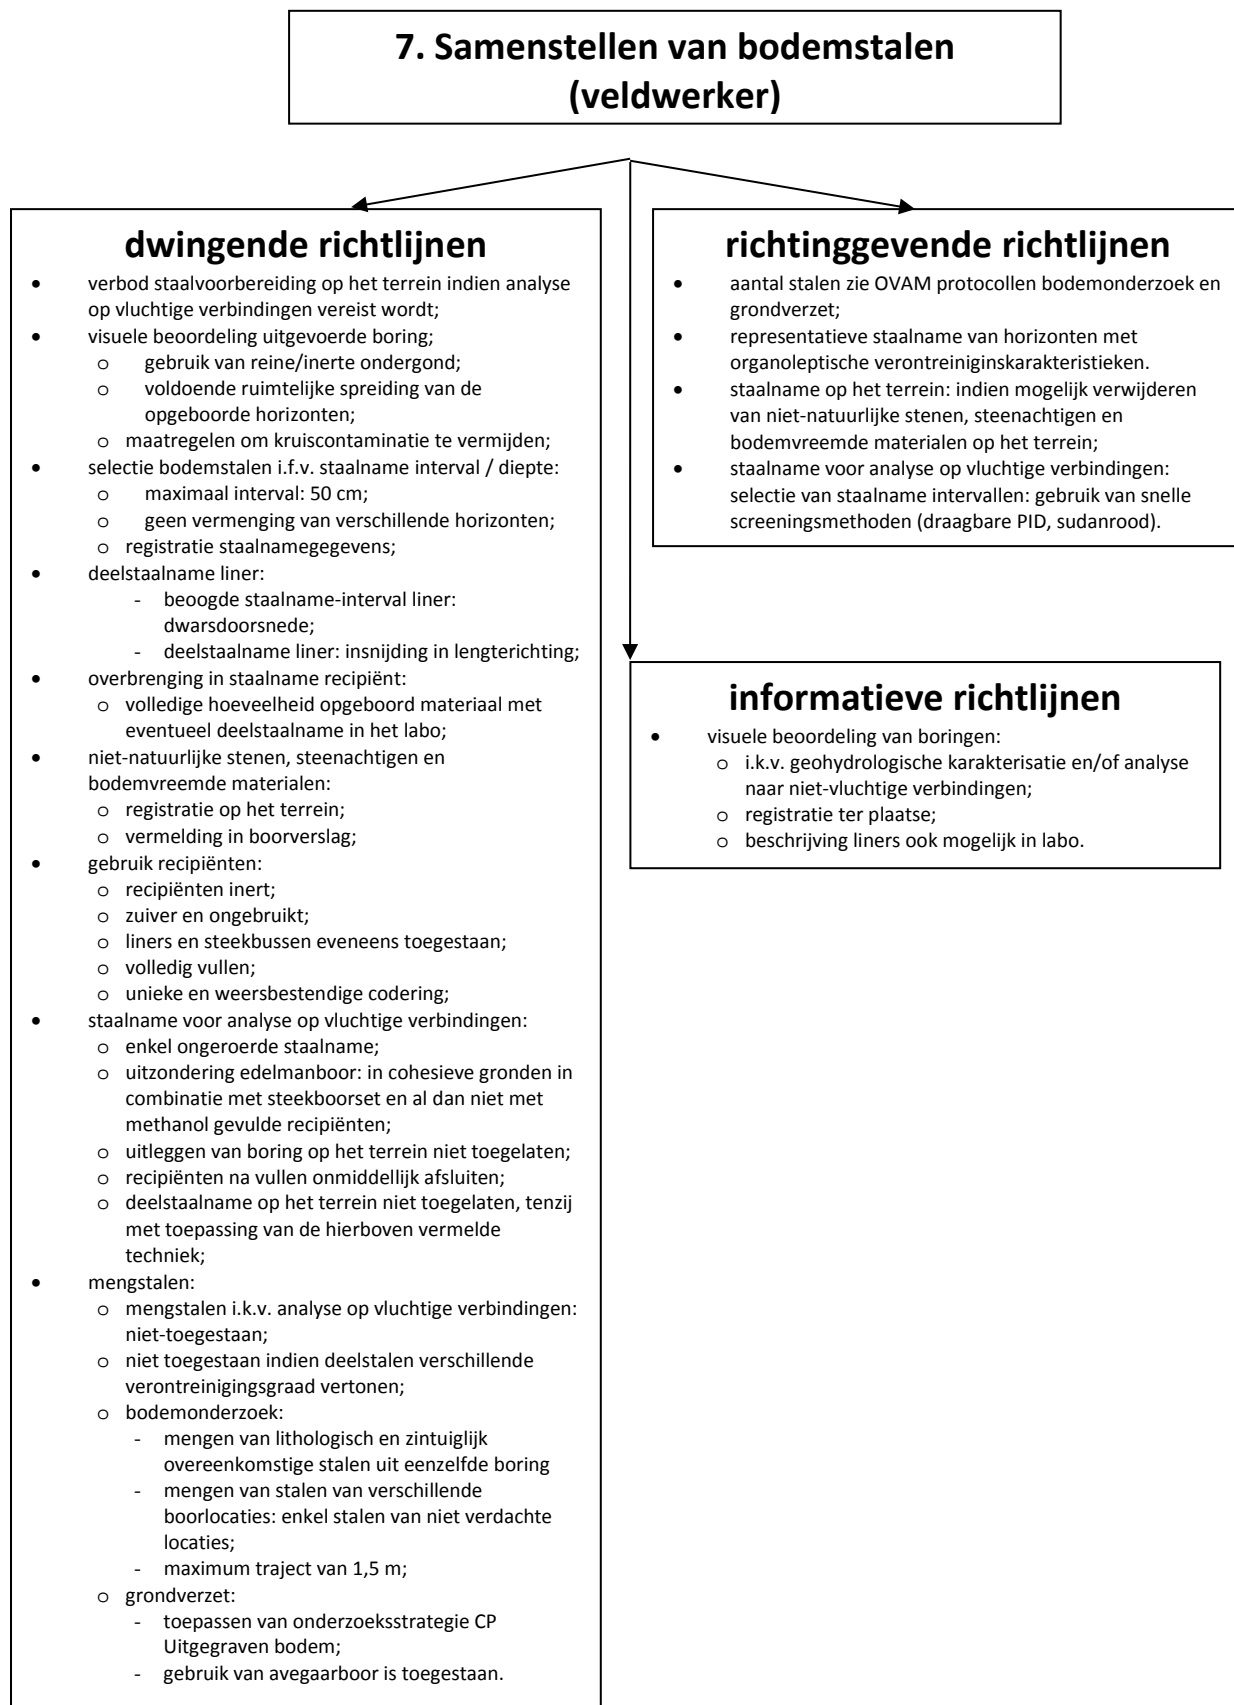 7. Samenstellen van bodemstalen
(veldwerker)
dwingende richtlijnen
• verbod staalvoorbereiding op het terrein indien analyse
op vluchtige verbindingen vereist wordt;
• visuele beoordeling uitgevoerde boring;
o gebruik van reine/inerte ondergond;
o voldoende ruimtelijke spreiding van de
opgeboorde horizonten;
o maatregelen om kruiscontaminatie te vermijden;
• selectie bodemstalen i.f.v. staalname interval / diepte:
o maximaal interval: 50 cm;
o geen vermenging van verschillende horizonten;
o registratie staalnamegegevens;
• deelstaalname liner:
- beoogde staalname-interval liner:
dwarsdoorsnede;
- deelstaalname liner: insnijding in lengterichting;
• overbrenging in staalname recipiënt:
o volledige hoeveelheid opgeboord materiaal met
eventueel deelstaalname in het labo;
• niet-natuurlijke stenen, steenachtigen en
bodemvreemde materialen:
o registratie op het terrein;
o vermelding in boorverslag;
• gebruik recipiënten:
o recipiënten inert;
o zuiver en ongebruikt;
o liners en steekbussen eveneens toegestaan;
o volledig vullen;
o unieke en weersbestendige codering;
• staalname voor analyse op vluchtige verbindingen:
o enkel ongeroerde staalname;
o uitzondering edelmanboor: in cohesieve gronden in
combinatie met steekboorset en al dan niet met
methanol gevulde recipiënten;
o uitleggen van boring op het terrein niet toegelaten;
o recipiënten na vullen onmiddellijk afsluiten;
o deelstaalname op het terrein niet toegelaten, tenzij
met toepassing van de hierboven vermelde
techniek;
• mengstalen:
o mengstalen i.k.v. analyse op vluchtige verbindingen:
niet-toegestaan;
o niet toegestaan indien deelstalen verschillende
verontreinigingsgraad vertonen;
o bodemonderzoek:
- mengen van lithologisch en zintuiglijk
overeenkomstige stalen uit eenzelfde boring
- mengen van stalen van verschillende
boorlocaties: enkel stalen van niet verdachte
locaties;
- maximum traject van 1,5 m;
o grondverzet:
- toepassen van onderzoeksstrategie CP
Uitgegraven bodem;
- gebruik van avegaarboor is toegestaan.
richtinggevende richtlijnen
• aantal stalen zie OVAM protocollen bodemonderzoek en
grondverzet;
• representatieve staalname van horizonten met
organoleptische verontreiniginskarakteristieken.
• staalname op het terrein: indien mogelijk verwijderen
van niet-natuurlijke stenen, steenachtigen en
bodemvreemde materialen op het terrein;
• staalname voor analyse op vluchtige verbindingen:
selectie van staalname intervallen: gebruik van snelle
screeningsmethoden (draagbare PID, sudanrood).
informatieve richtlijnen
• visuele beoordeling van boringen:
o i.k.v. geohydrologische karakterisatie en/of analyse
naar niet-vluchtige verbindingen;
o registratie ter plaatse;
o beschrijving liners ook mogelijk in labo.